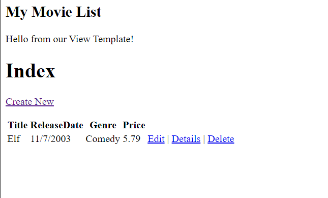 My Movie List
Hello from our View Template!
Index
Create New
Title ReleaseDate Genre Price
Elf 11/7/2003 Comedy 5.79 Edit | Details | Delete